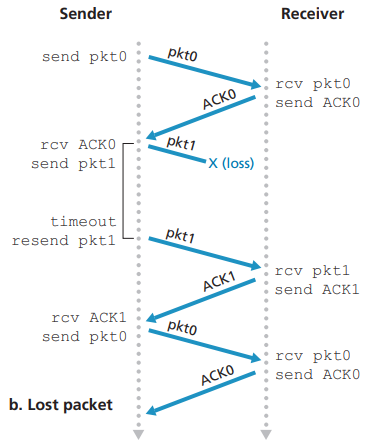 Sender
Receiver
send pkt0
pkt0
rcv pkt0
send ACK0
ACK0
rcv ACK0
send pkt1
pkt1
X (loss)
timeout
resend pkt1
pkt1
rcv pkt1
send ACK1
ACK1
rcv ACK1
send pkt0
pkt0
rcv pkt0
send ACK0
ACK0
b. Lost packet